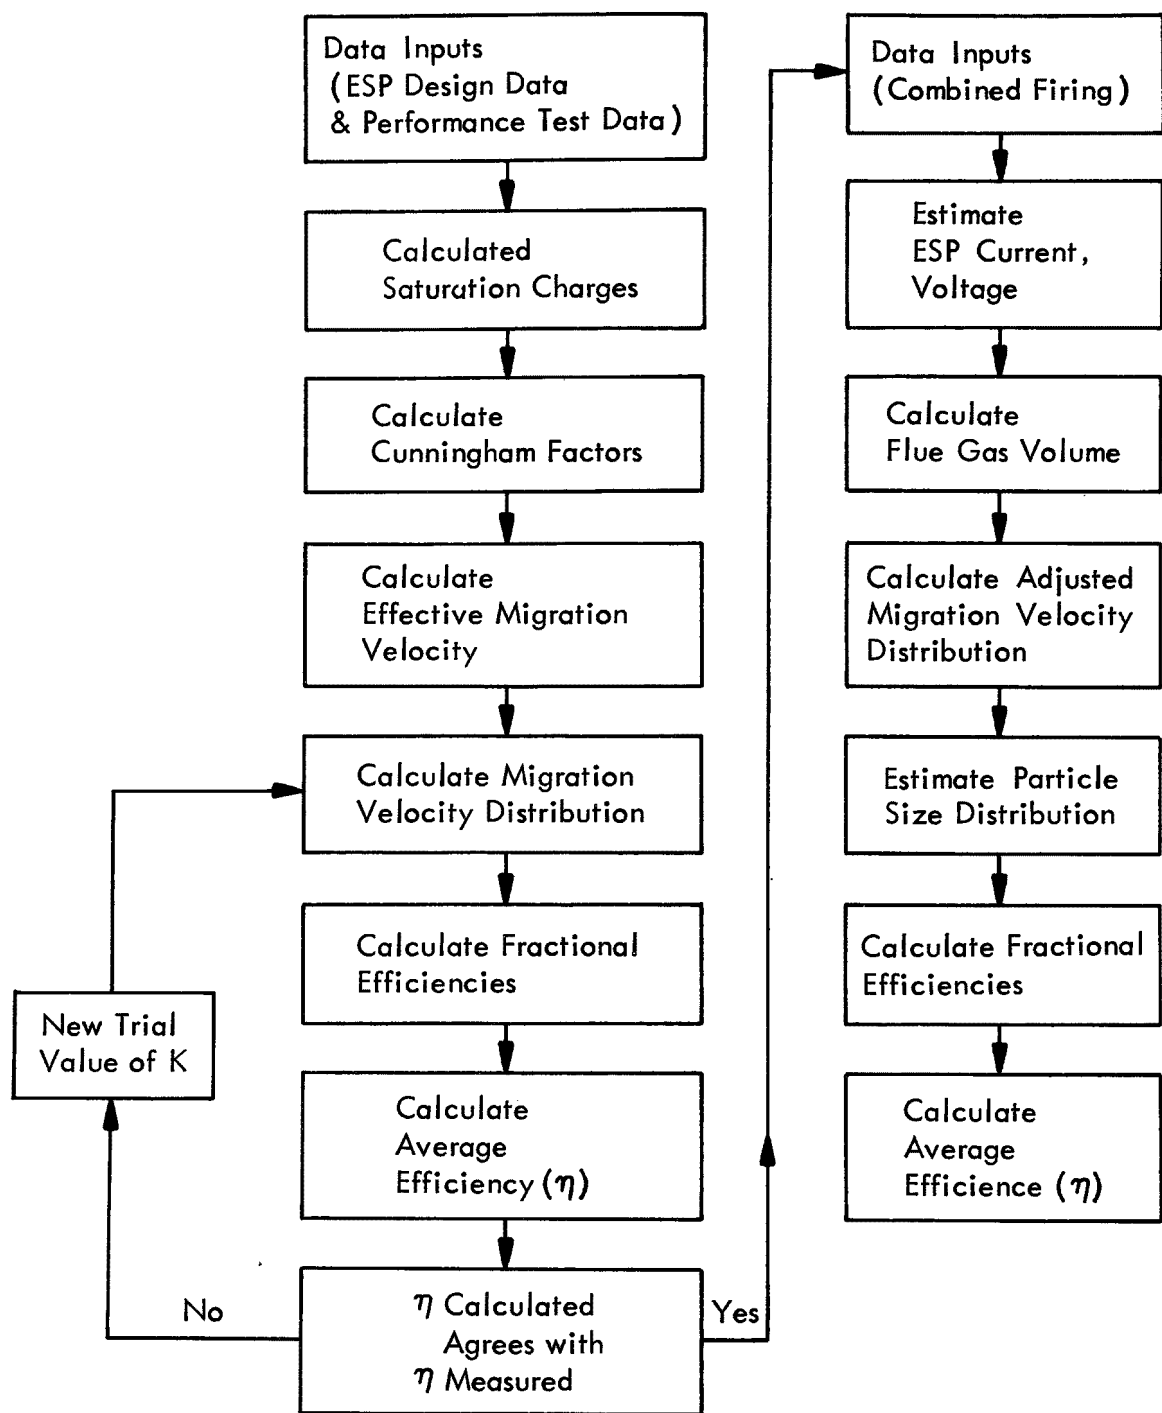 Data Inputs
(ESP Design Data
& Performance Test Data)
Calculated
Saturation Charges
Calculate
Cunningham Factors
Calculate
Effective Migration
Velocity
Calculate Migration
Velocity Distribution
Calculate Fractional
Efficiencies
New Trial
Value of K
Calculate
Average
Efficiency (η)
No
η Calculated
Agrees with
η Measured
Yes
Data Inputs
(Combined Firing)
Estimate
ESP Current,
Voltage
Calculate
Flue Gas Volume
Calculate Adjusted
Migration Velocity
Distribution
Estimate Particle
Size Distribution
Calculate Fractional
Efficiencies
Calculate
Average
Efficience (η)